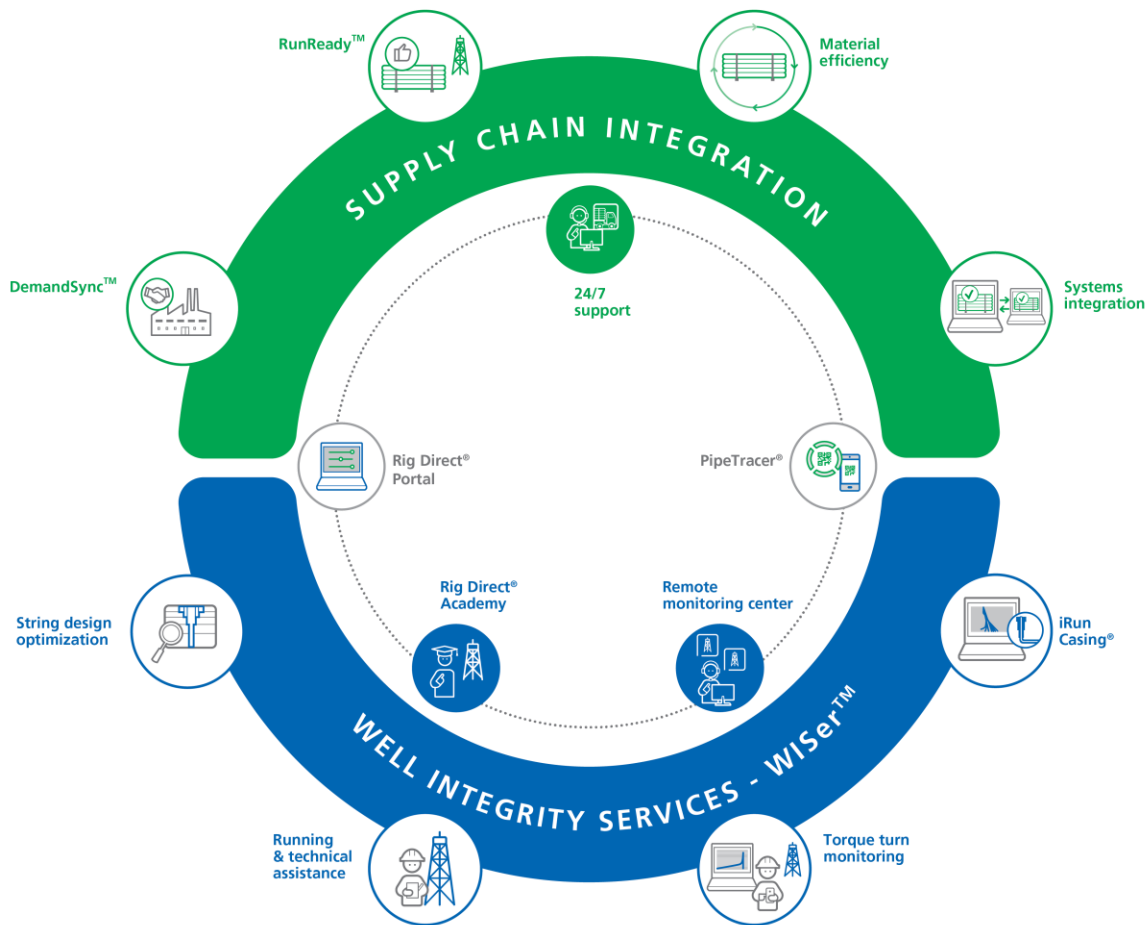 RunReady™
Material
efficiency
SUPPLY CHAIN INTEGRATION
DemandSync™
24/7
support
Systems
integration
Rig Direct®
Portal
PipeTracer®
Rig Direct®
Academy
Remote
monitoring center
String design
optimization
iRun
Casing®
WELL INTEGRITY SERVICES - WISer™
Running
& technical
assistance
Torque turn
monitoring